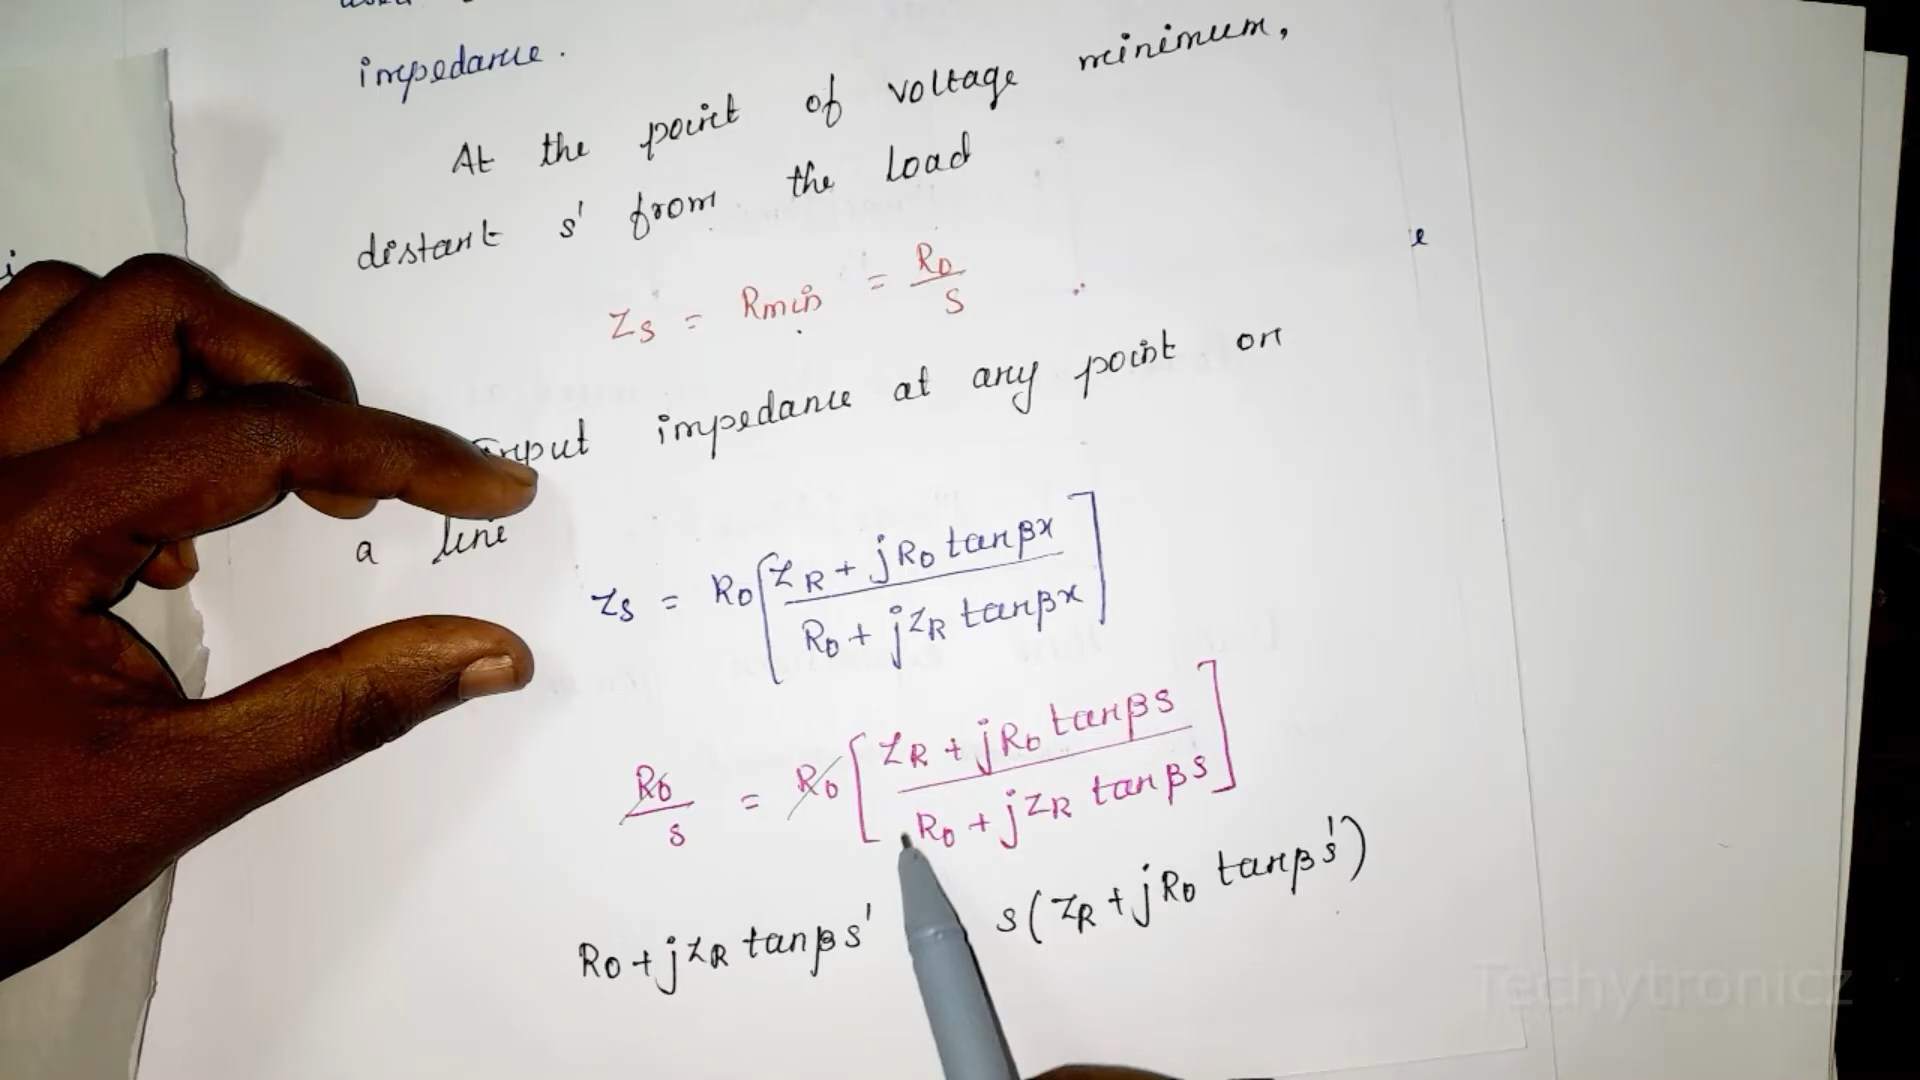 impedance.
At the point of voltage minimum,
distant s' from the load
Zs = Rmin = R0/S
input impedance at any point on
a line
Zs = R0 [ZR + jR0 tanβx / R0 + jZR tanβx]
R0/s = R0 [ZR + jR0 tanβs / R0 + jZR tanβs]
R0 + jZR tanβs' s(ZR + jR0 tanβs')
Techytronicz